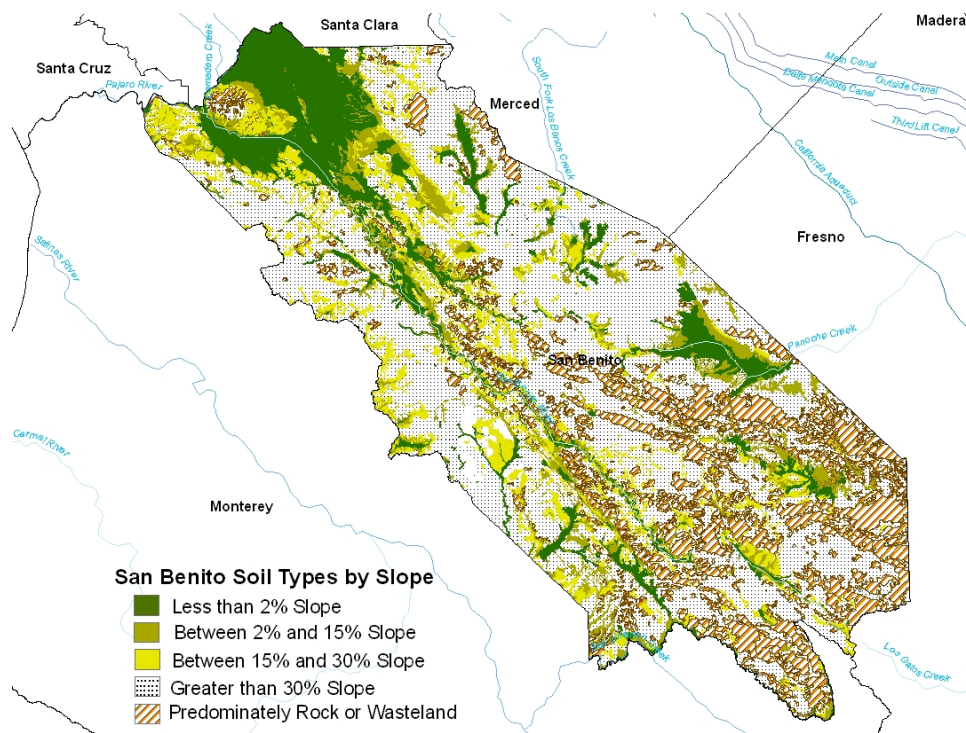 Santa Clara
Madera
Santa Cruz
Pajaro River
Merced
South Fork Los Banos Creek
Main Canal
Outside Canal
Delta Mendota Canal
Third Lift Canal
California Aqueduct
Fresno
Salinas River
Panoche Creek
San Benito
Carmel River
Monterey
San Benito Soil Types by Slope
Less than 2% Slope
Between 2% and 15% Slope
Between 15% and 30% Slope
Greater than 30% Slope
Predominately Rock or Wasteland
Creek
Los Gatos Creek